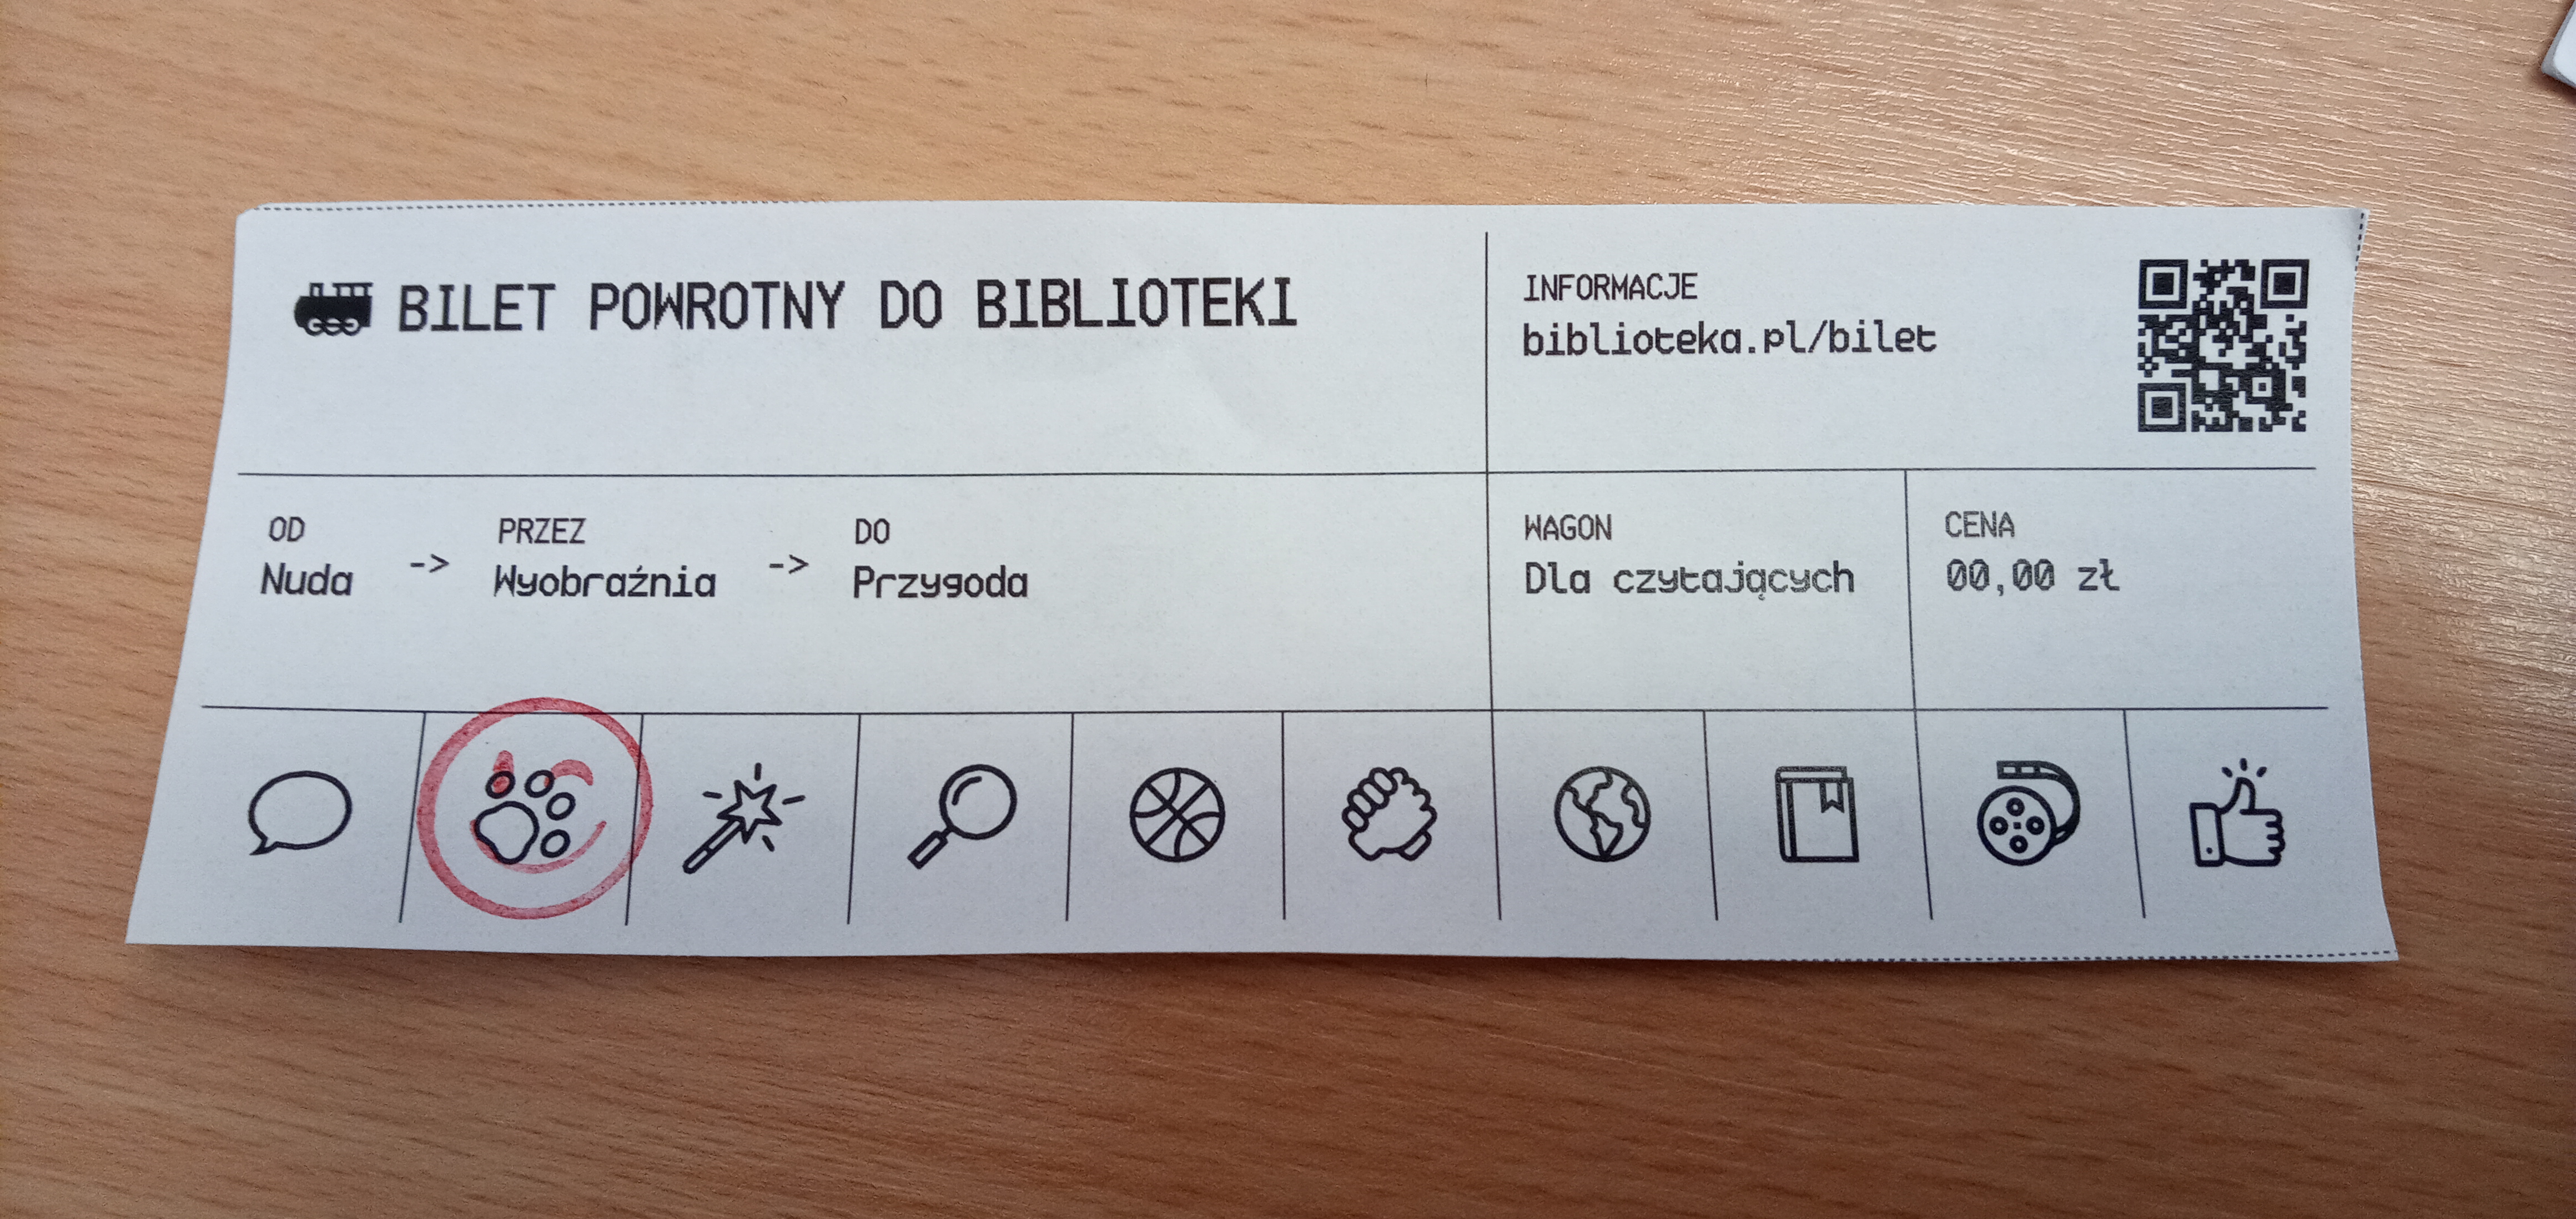 BILET POWROTNY DO BIBLIOTEKI
INFORMACJE
biblioteka.pl/bilet
OD -> PRZEZ -> DO
Nuda Wyobraźnia Przygoda
WAGON
Dla czytających
CENA
00,00 zł